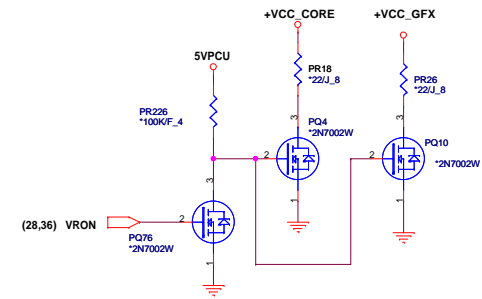 +VCC_CORE
+VCC_GFX
5VPCU
PR18
*22/J_8
PR26
*22/J_8
PR226
*100K/F_4
3
PQ4
*2N7002W
2
1
3
PQ10
*2N7002W
2
1
3
(28,36) VRON
2
PQ76
*2N7002W
1